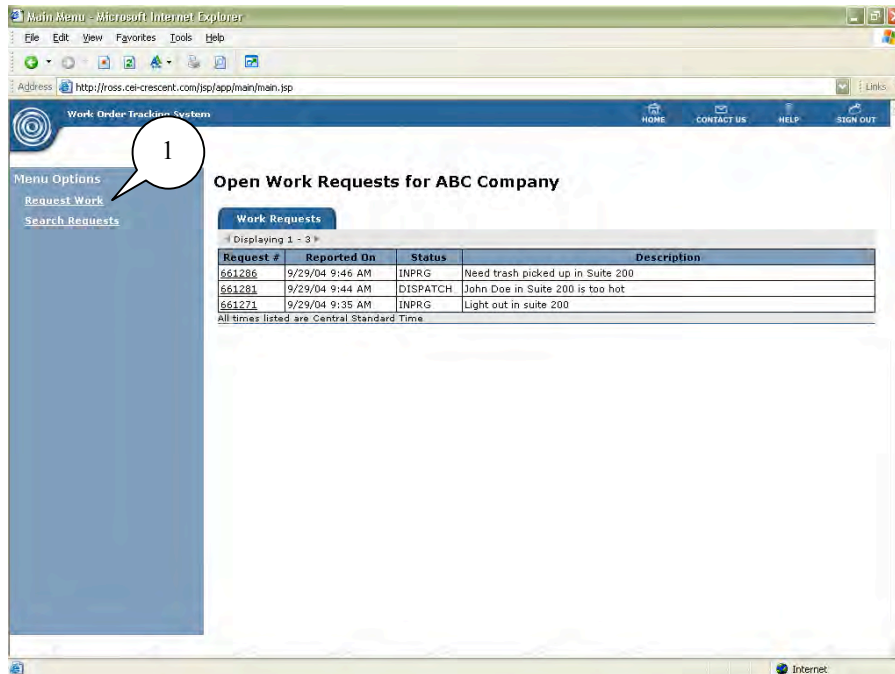 Main Menu - Microsoft Internet Explorer
File Edit View Favorites Tools Help
Address http://ross.cei-crescent.com/jsp/app/main/main.jsp Links
Work Order Tracking System HOME CONTACT US HELP SIGN OUT
1
Menu Options
Request Work
Search Requests
Open Work Requests for ABC Company
Work Requests
Displaying 1 - 3
Request # Reported On Status Description
661286 9/29/04 9:46 AM INPRG Need trash picked up in Suite 200
661281 9/29/04 9:44 AM DISPATCH John Doe in Suite 200 is too hot
661271 9/29/04 9:35 AM INPRG Light out in suite 200
All times listed are Central Standard Time
Internet